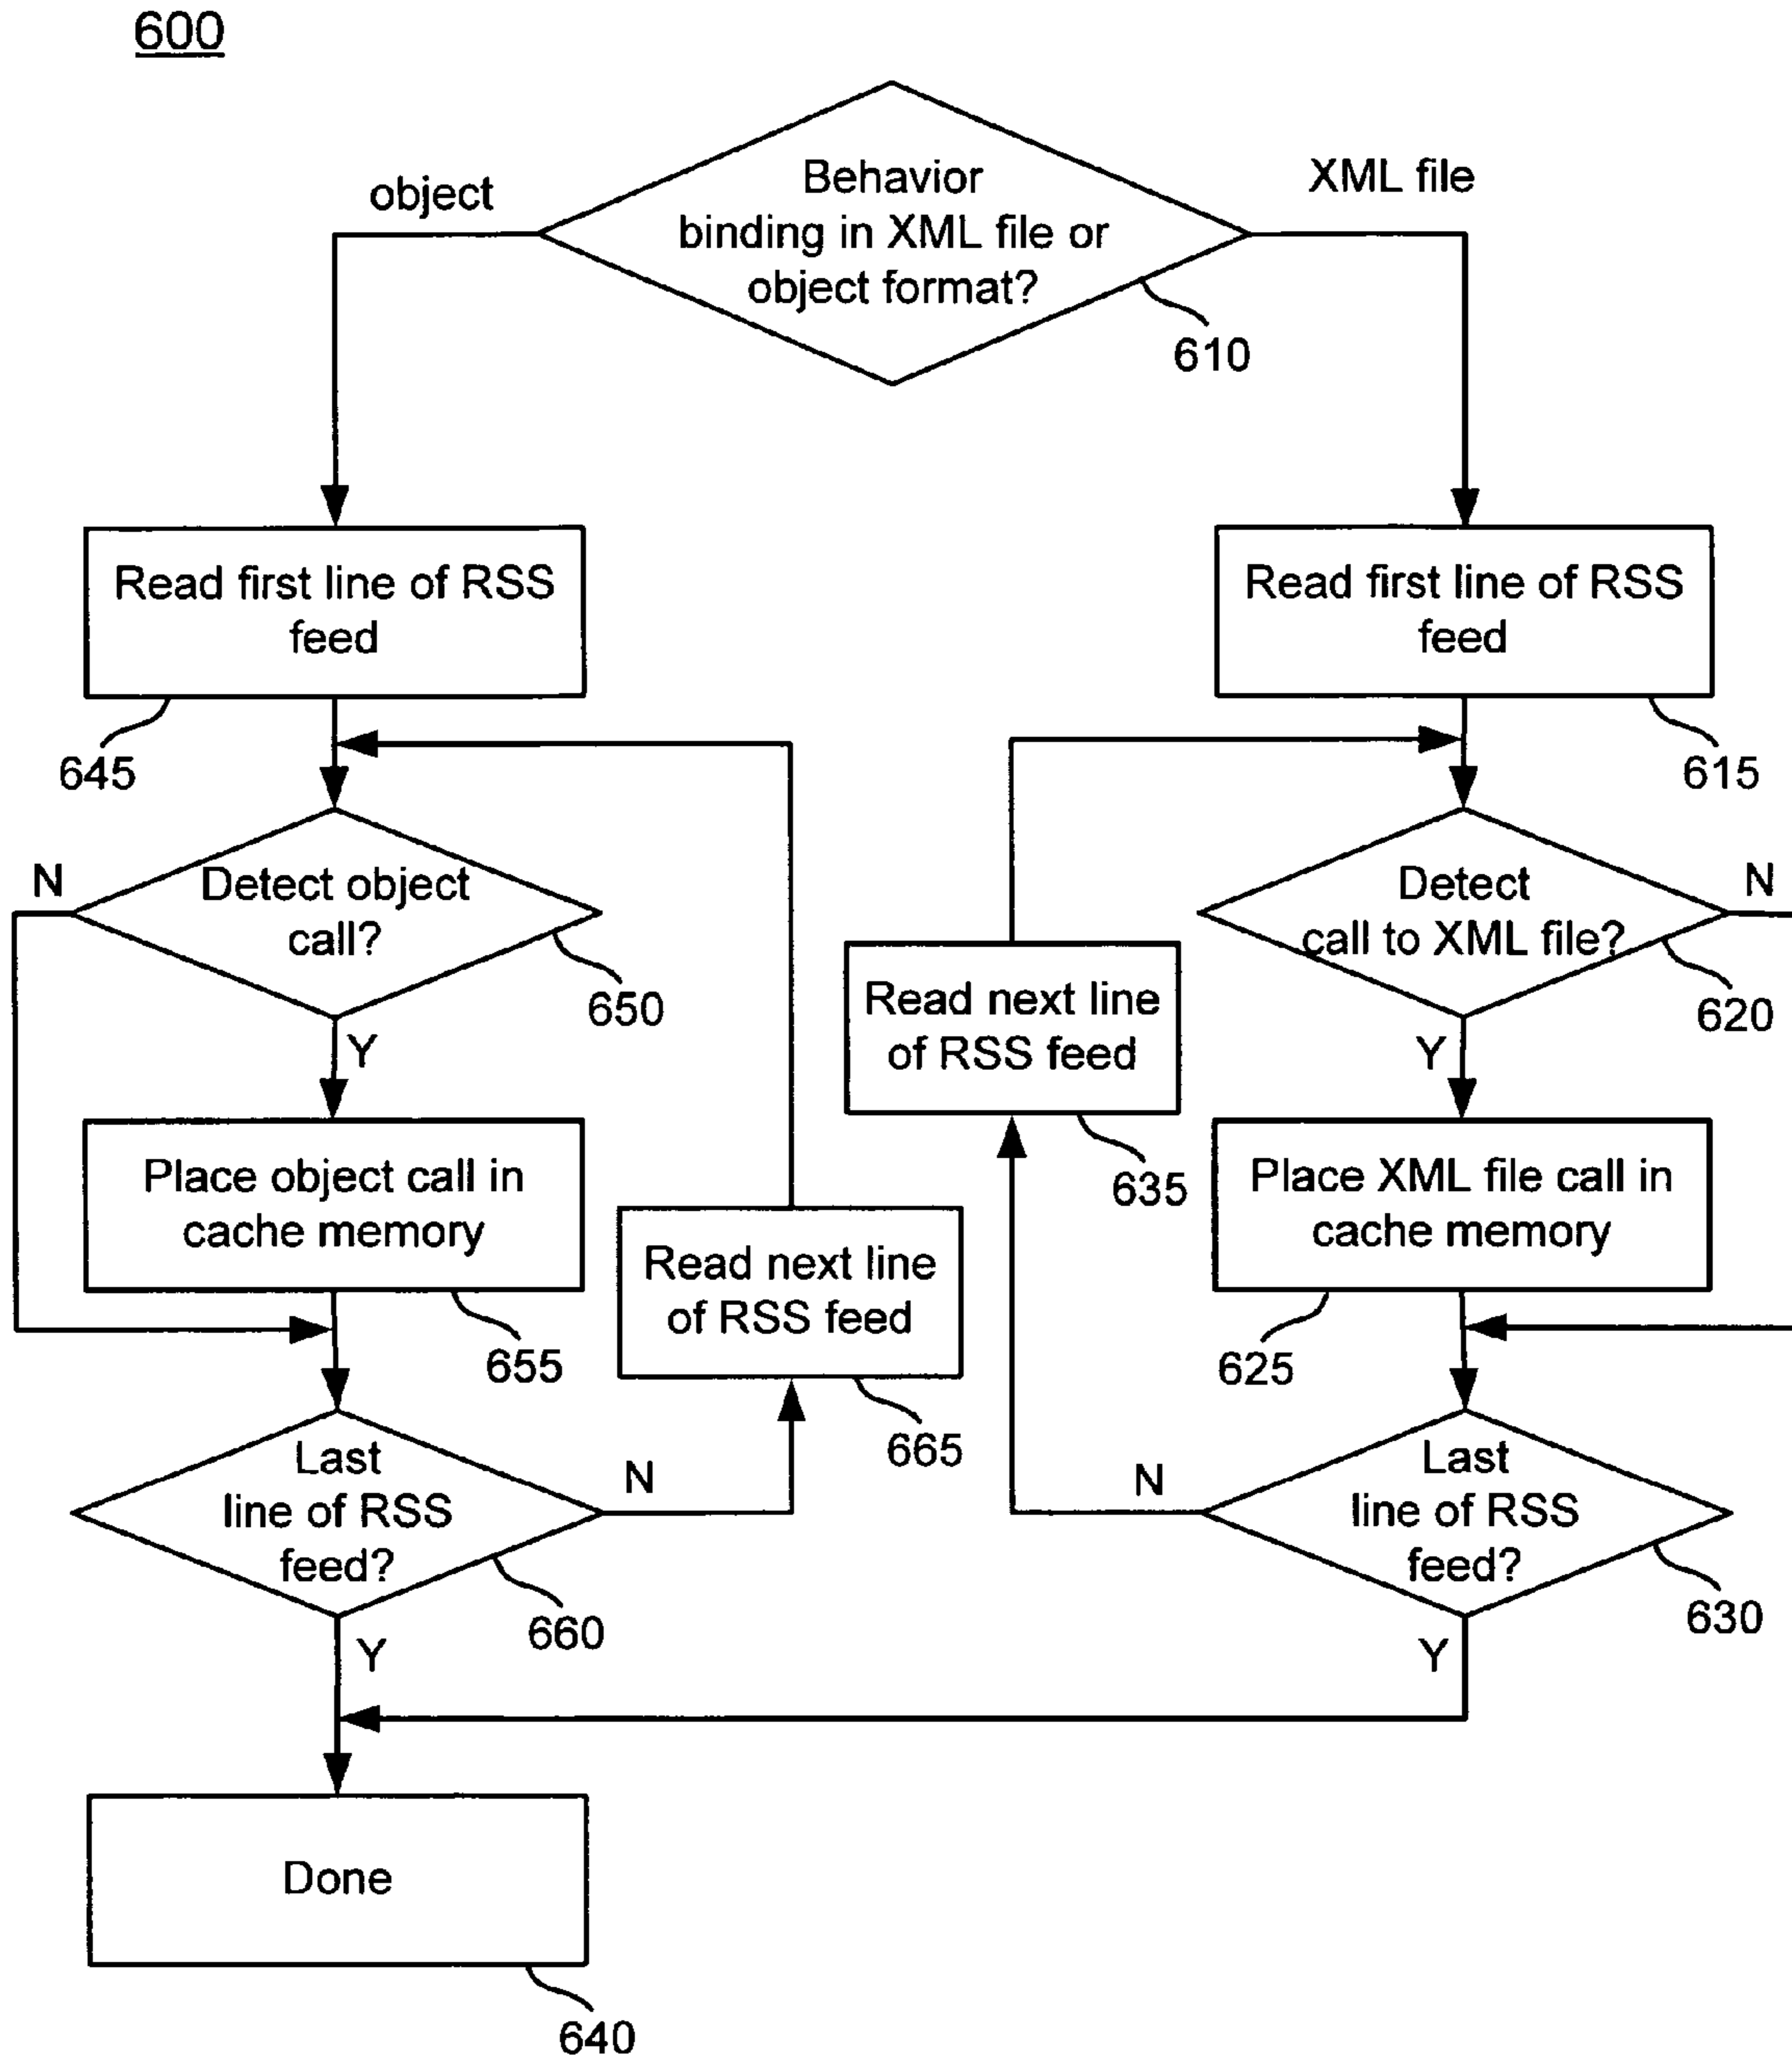 600
Behavior
binding in XML file or
object format?
object
XML file
610
Read first line of RSS
feed
645
Read first line of RSS
feed
615
Detect object
call?
N
650
Y
Detect
call to XML file?
N
620
Y
Read next line
of RSS feed
635
Place object call in
cache memory
655
Read next line
of RSS feed
665
Place XML file call in
cache memory
625
Last
line of RSS
feed?
N
660
Y
Last
line of RSS
feed?
N
630
Y
Done
640